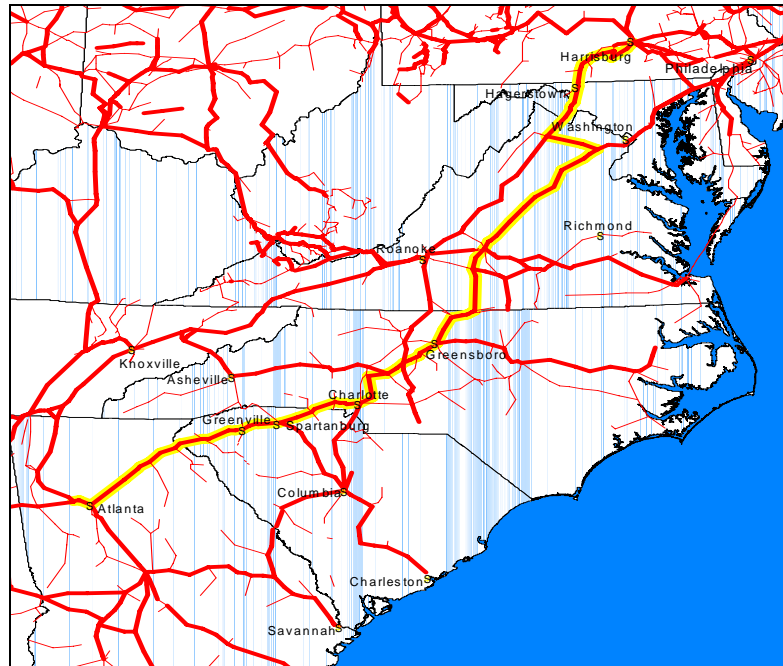 Harrisburg
Philadelphia
Hagerstown
Washington
Richmond
Roanoke
Knoxville
Greensboro
Asheville
Charlotte
Greenville
Spartanburg
Columbia
Atlanta
Charleston
Savannah